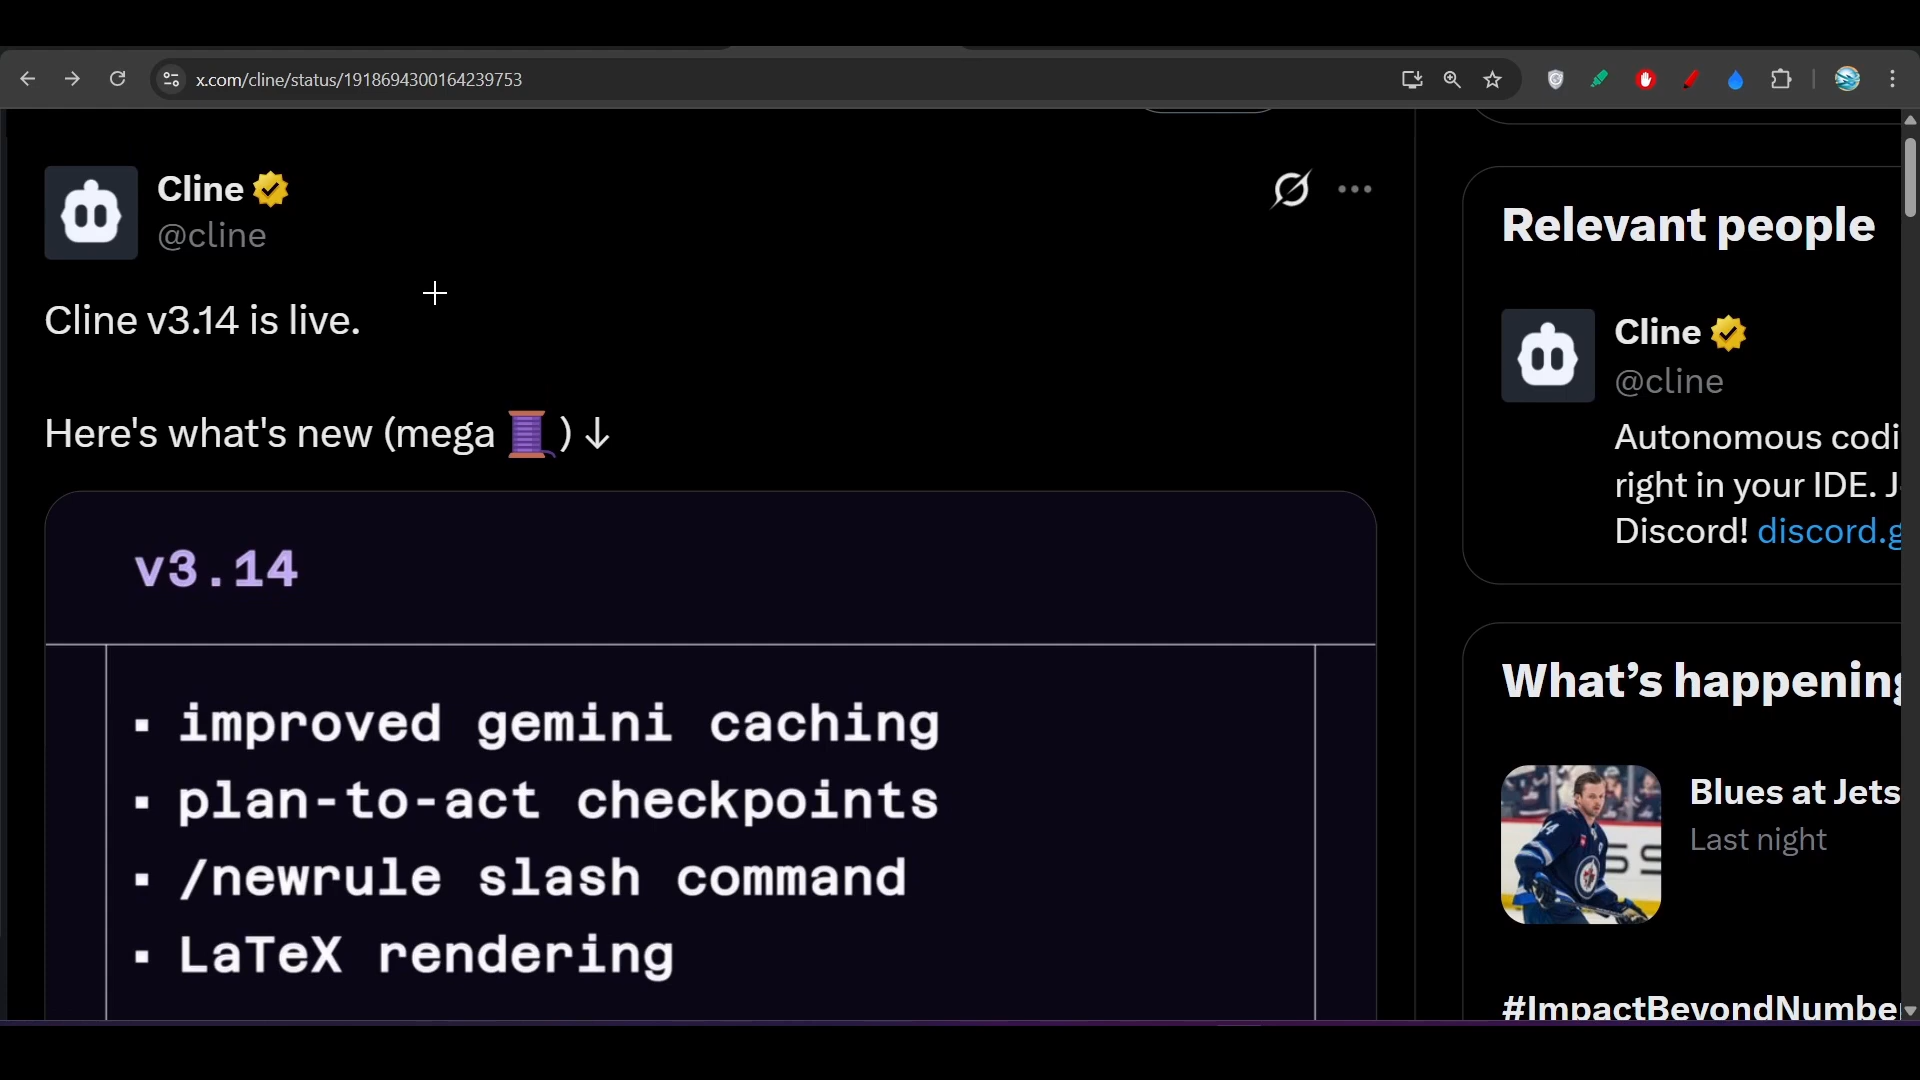 x.com/cline/status/1918694300164239753
Cline
@cline
Cline v3.14 is live.
Here's what's new (mega 🧵) ↓
v3.14
▪ improved gemini caching
▪ plan-to-act checkpoints
▪ /newrule slash command
▪ LaTeX rendering
Relevant people
Cline
@cline
Autonomous codi
right in your IDE. J
Discord! discord.g
What's happening
Blues at Jets
Last night
#ImpactBeyondNumber